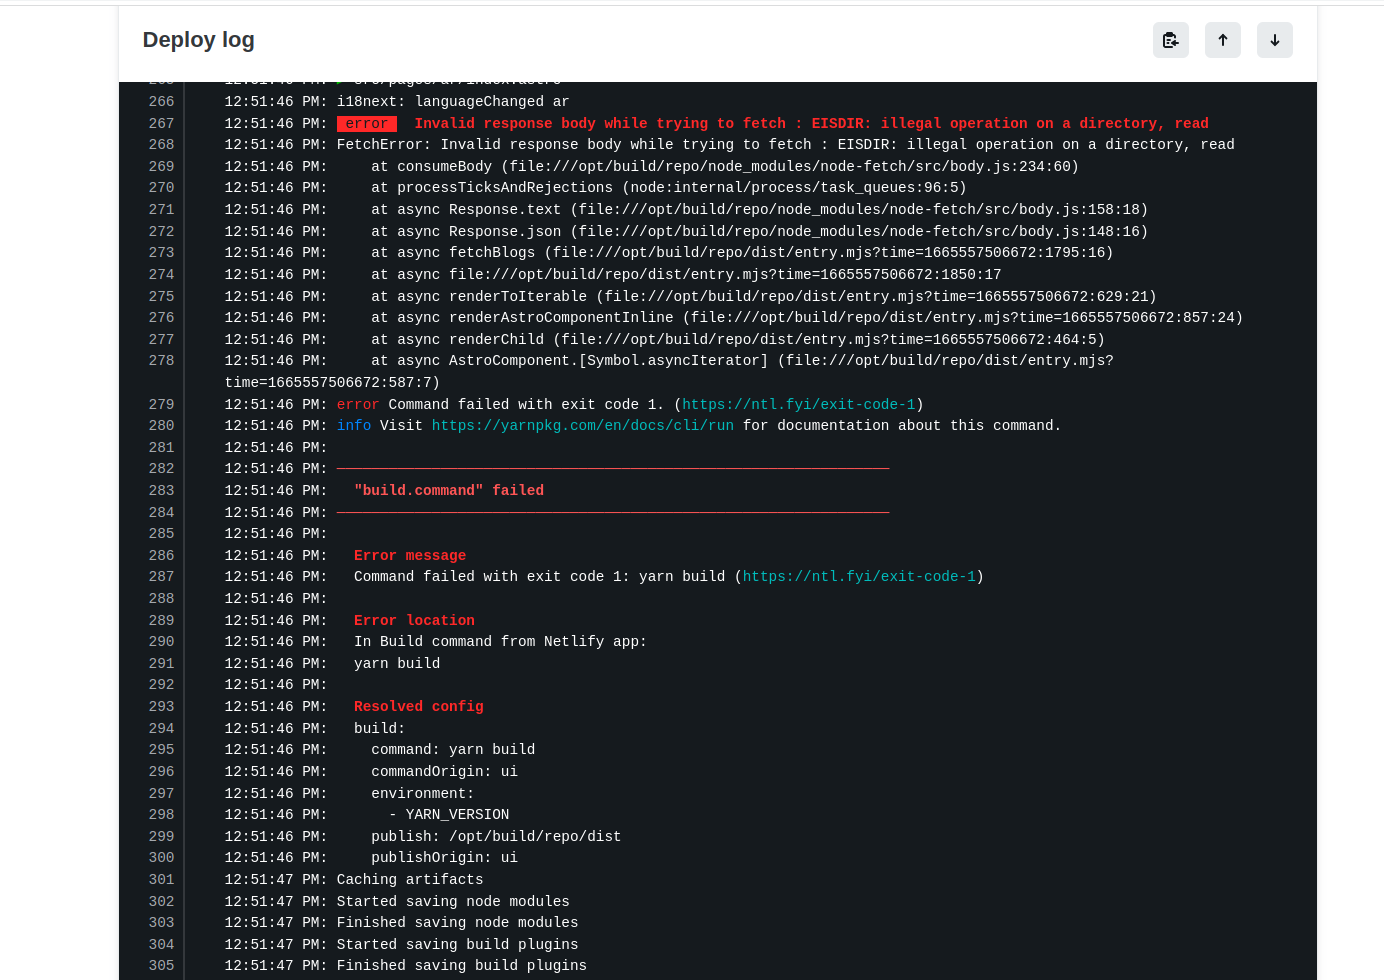 Deploy log
266 12:51:46 PM: i18next: languageChanged ar
267 12:51:46 PM: error Invalid response body while trying to fetch : EISDIR: illegal operation on a directory, read
268 12:51:46 PM: FetchError: Invalid response body while trying to fetch : EISDIR: illegal operation on a directory, read
269 12:51:46 PM: at consumeBody (file:///opt/build/repo/node_modules/node-fetch/src/body.js:234:60)
270 12:51:46 PM: at processTicksAndRejections (node:internal/process/task_queues:96:5)
271 12:51:46 PM: at async Response.text (file:///opt/build/repo/node_modules/node-fetch/src/body.js:158:18)
272 12:51:46 PM: at async Response.json (file:///opt/build/repo/node_modules/node-fetch/src/body.js:148:16)
273 12:51:46 PM: at async fetchBlogs (file:///opt/build/repo/dist/entry.mjs?time=1665557506672:1795:16)
274 12:51:46 PM: at async file:///opt/build/repo/dist/entry.mjs?time=1665557506672:1850:17
275 12:51:46 PM: at async renderToIterable (file:///opt/build/repo/dist/entry.mjs?time=1665557506672:629:21)
276 12:51:46 PM: at async renderAstroComponentInline (file:///opt/build/repo/dist/entry.mjs?time=1665557506672:857:24)
277 12:51:46 PM: at async renderChild (file:///opt/build/repo/dist/entry.mjs?time=1665557506672:464:5)
278 12:51:46 PM: at async AstroComponent.[Symbol.asyncIterator] (file:///opt/build/repo/dist/entry.mjs?
time=1665557506672:587:7)
279 12:51:46 PM: error Command failed with exit code 1. (https://ntl.fyi/exit-code-1)
280 12:51:46 PM: info Visit https://yarnpkg.com/en/docs/cli/run for documentation about this command.
281 12:51:46 PM:
282 12:51:46 PM: ────────────────────────────────────────────────────────────────
283 12:51:46 PM: "build.command" failed
284 12:51:46 PM: ────────────────────────────────────────────────────────────────
285 12:51:46 PM:
286 12:51:46 PM: Error message
287 12:51:46 PM: Command failed with exit code 1: yarn build (https://ntl.fyi/exit-code-1)
288 12:51:46 PM:
289 12:51:46 PM: Error location
290 12:51:46 PM: In Build command from Netlify app:
291 12:51:46 PM: yarn build
292 12:51:46 PM:
293 12:51:46 PM: Resolved config
294 12:51:46 PM: build:
295 12:51:46 PM: command: yarn build
296 12:51:46 PM: commandOrigin: ui
297 12:51:46 PM: environment:
298 12:51:46 PM: - YARN_VERSION
299 12:51:46 PM: publish: /opt/build/repo/dist
300 12:51:46 PM: publishOrigin: ui
301 12:51:47 PM: Caching artifacts
302 12:51:47 PM: Started saving node modules
303 12:51:47 PM: Finished saving node modules
304 12:51:47 PM: Started saving build plugins
305 12:51:47 PM: Finished saving build plugins